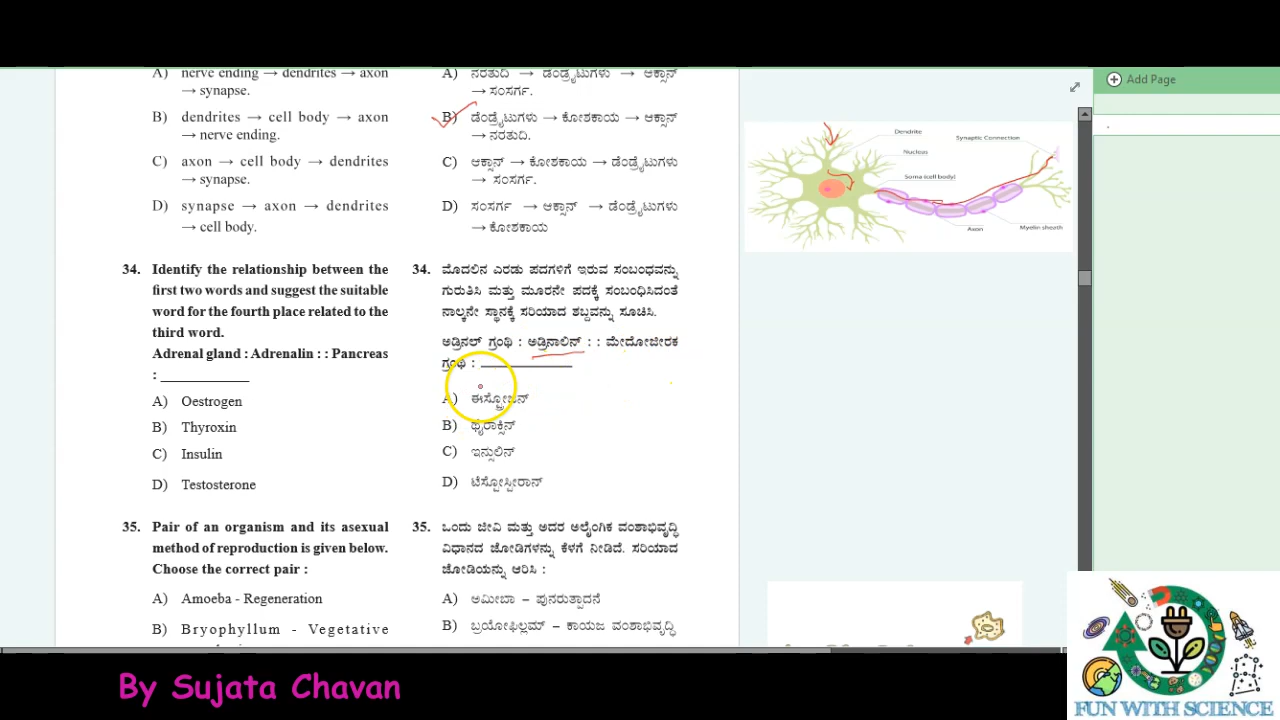 A) nerve ending → dendrites → axon
→ synapse.
B) dendrites → cell body → axon
→ nerve ending.
C) axon → cell body → dendrites
→ synapse.
D) synapse → axon → dendrites
→ cell body.
34. Identify the relationship between the
first two words and suggest the suitable
word for the fourth place related to the
third word.
Adrenal gland : Adrenalin : : Pancreas
: ____________
A) Oestrogen
B) Thyroxin
C) Insulin
D) Testosterone
35. Pair of an organism and its asexual
method of reproduction is given below.
Choose the correct pair :
A) Amoeba - Regeneration
B) Bryophyllum - Vegetative
A) ನರತುದಿ → ಡೆಂಡ್ರೈಟುಗಳು → ಆಕ್ಸಾನ್
→ ಸಂಸರ್ಗ.
B) ಡೆಂಡ್ರೈಟುಗಳು → ಕೋಶಕಾಯ → ಆಕ್ಸಾನ್
→ ನರತುದಿ.
C) ಆಕ್ಸಾನ್ → ಕೋಶಕಾಯ → ಡೆಂಡ್ರೈಟುಗಳು
→ ಸಂಸರ್ಗ.
D) ಸಂಸರ್ಗ → ಆಕ್ಸಾನ್ → ಡೆಂಡ್ರೈಟುಗಳು
→ ಕೋಶಕಾಯ
34. ಮೊದಲಿನ ಎರಡು ಪದಗಳಿಗೆ ಇರುವ ಸಂಬಂಧವನ್ನು
ಗುರುತಿಸಿ ಮತ್ತು ಮೂರನೇ ಪದಕ್ಕೆ ಸಂಬಂಧಿಸಿದಂತೆ
ನಾಲ್ಕನೇ ಸ್ಥಾನಕ್ಕೆ ಸರಿಯಾದ ಶಬ್ದವನ್ನು ಸೂಚಿಸಿ.
ಅಡ್ರಿನಲ್ ಗ್ರಂಥಿ : ಅಡ್ರಿನಾಲಿನ್ : : ಮೇದೋಜೀರಕ
ಗ್ರಂಥಿ : ____________
A) ಈಸ್ಟ್ರೋಜನ್
B) ಥೈರಾಕ್ಸಿನ್
C) ಇನ್ಸುಲಿನ್
D) ಟೆಸ್ಟೋಸ್ಟೀರಾನ್
35. ಒಂದು ಜೀವಿ ಮತ್ತು ಅದರ ಅಲೈಂಗಿಕ ವಂಶಾಭಿವೃದ್ಧಿ
ವಿಧಾನದ ಜೋಡಿಗಳನ್ನು ಕೆಳಗೆ ನೀಡಿದೆ. ಸರಿಯಾದ
ಜೋಡಿಯನ್ನು ಆರಿಸಿ :
A) ಅಮೀಬಾ – ಪುನರುತ್ಪಾದನೆ
B) ಬ್ರಯೋಫಿಲ್ಲಮ್ – ಕಾಯಜ ವಂಶಾಭಿವೃದ್ಧಿ
Dendrite
Synaptic Connection
Nucleus
Soma (cell body)
Axon
Myelin sheath
Add Page
By Sujata Chavan
FUN WITH SCIENCE